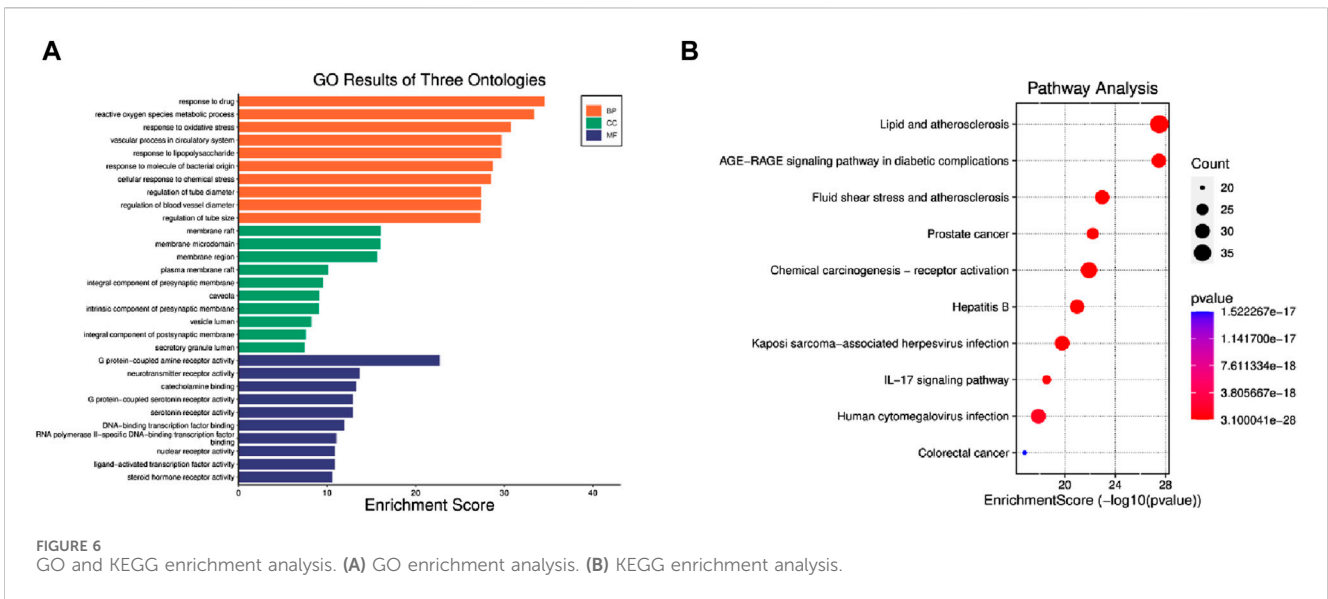 A
GO Results of Three Ontologies
response to drug
reactive oxygen species metabolic process
response to oxidative stress
vascular process in circulatory system
response to lipopolysaccharide
response to molecule of bacterial origin
cellular response to chemical stress
regulation of tube diameter
regulation of blood vessel diameter
regulation of tube size
membrane raft
membrane microdomain
membrane region
plasma membrane raft
integral component of presynaptic membrane
caveola
intrinsic component of presynaptic membrane
vesicle lumen
integral component of postsynaptic membrane
secretory granule lumen
G protein-coupled amine receptor activity
neurotransmitter receptor activity
catecholamine binding
G protein-coupled serotonin receptor activity
serotonin receptor activity
DNA-binding transcription factor binding
RNA polymerase II-specific DNA-binding transcription factor
binding
nuclear receptor activity
ligand-activated transcription factor activity
steroid hormone receptor activity
0 10 20 30 40
Enrichment Score
BP
CC
MF
B
Pathway Analysis
Lipid and atherosclerosis
AGE-RAGE signaling pathway in diabetic complications
Fluid shear stress and atherosclerosis
Prostate cancer
Chemical carcinogenesis - receptor activation
Hepatitis B
Kaposi sarcoma-associated herpesvirus infection
IL-17 signaling pathway
Human cytomegalovirus infection
Colorectal cancer
20 24 28
EnrichmentScore (-log10(pvalue))
Count
20
25
30
35
pvalue
1.522267e-17
1.141700e-17
7.611334e-18
3.805667e-18
3.100041e-28
FIGURE 6
GO and KEGG enrichment analysis. (A) GO enrichment analysis. (B) KEGG enrichment analysis.